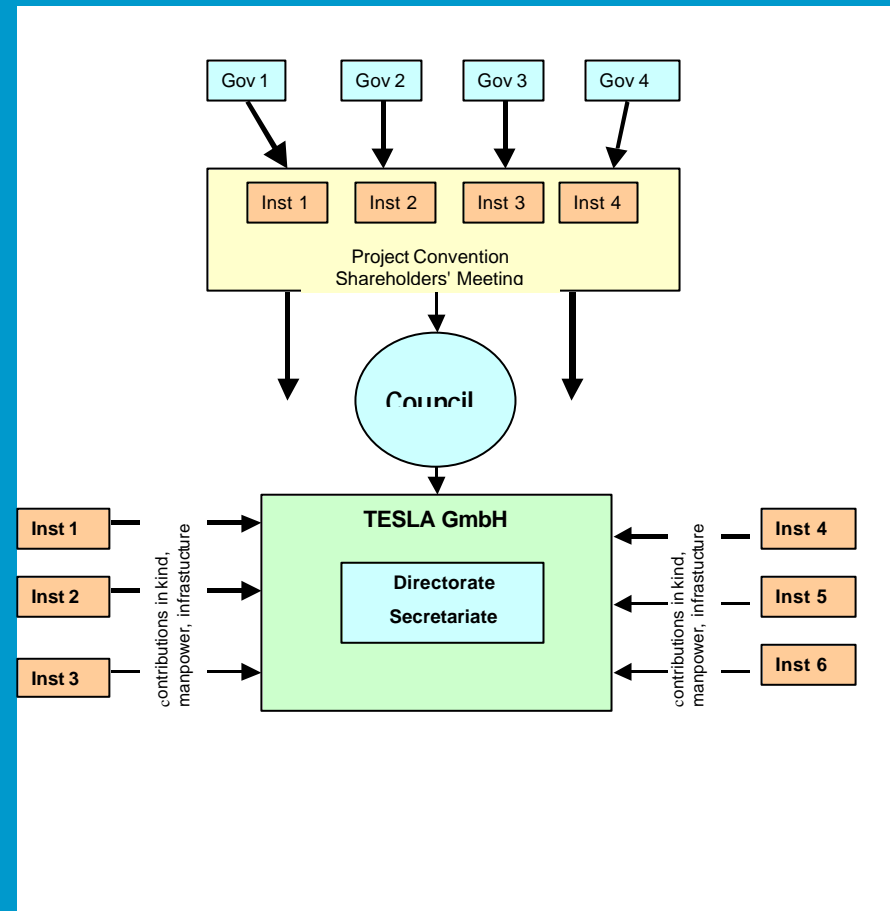 Gov 1
Gov 2
Gov 3
Gov 4
Inst 1
Inst 2
Inst 3
Inst 4
Project Convention
Shareholders' Meeting
Council
TESLA GmbH
Directorate
Secretariate
Inst 1
Inst 2
Inst 3
contributions in kind,
manpower, infrastucture
contributions in kind,
manpower, infrastucture
Inst 4
Inst 5
Inst 6